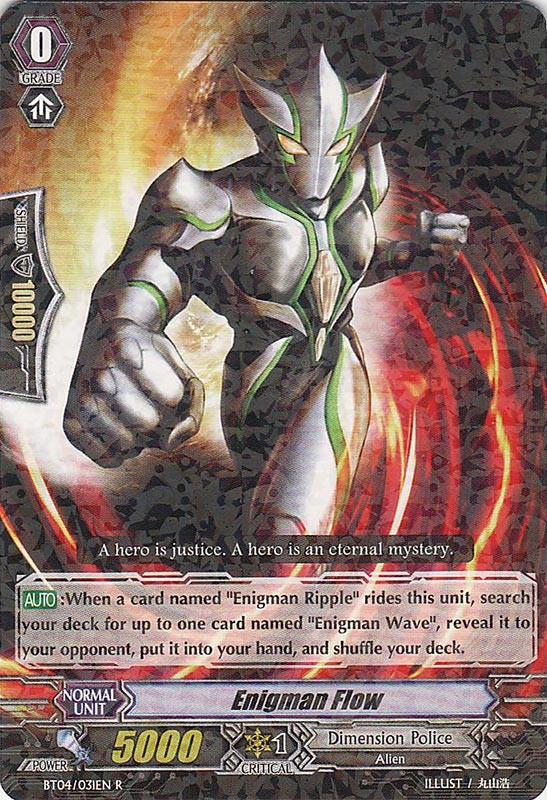 0
GRADE
SHIELD
10000
A hero is justice. A hero is an eternal mystery.
AUTO:When a card named "Enigman Ripple" rides this unit, search
your deck for up to one card named "Enigman Wave", reveal it to
your opponent, put it into your hand, and shuffle your deck.
NORMAL
UNIT
Enigman Flow
POWER
5000
1
CRITICAL
Dimension Police
Alien
BT04/031EN R
ILLUST / 丸山浩